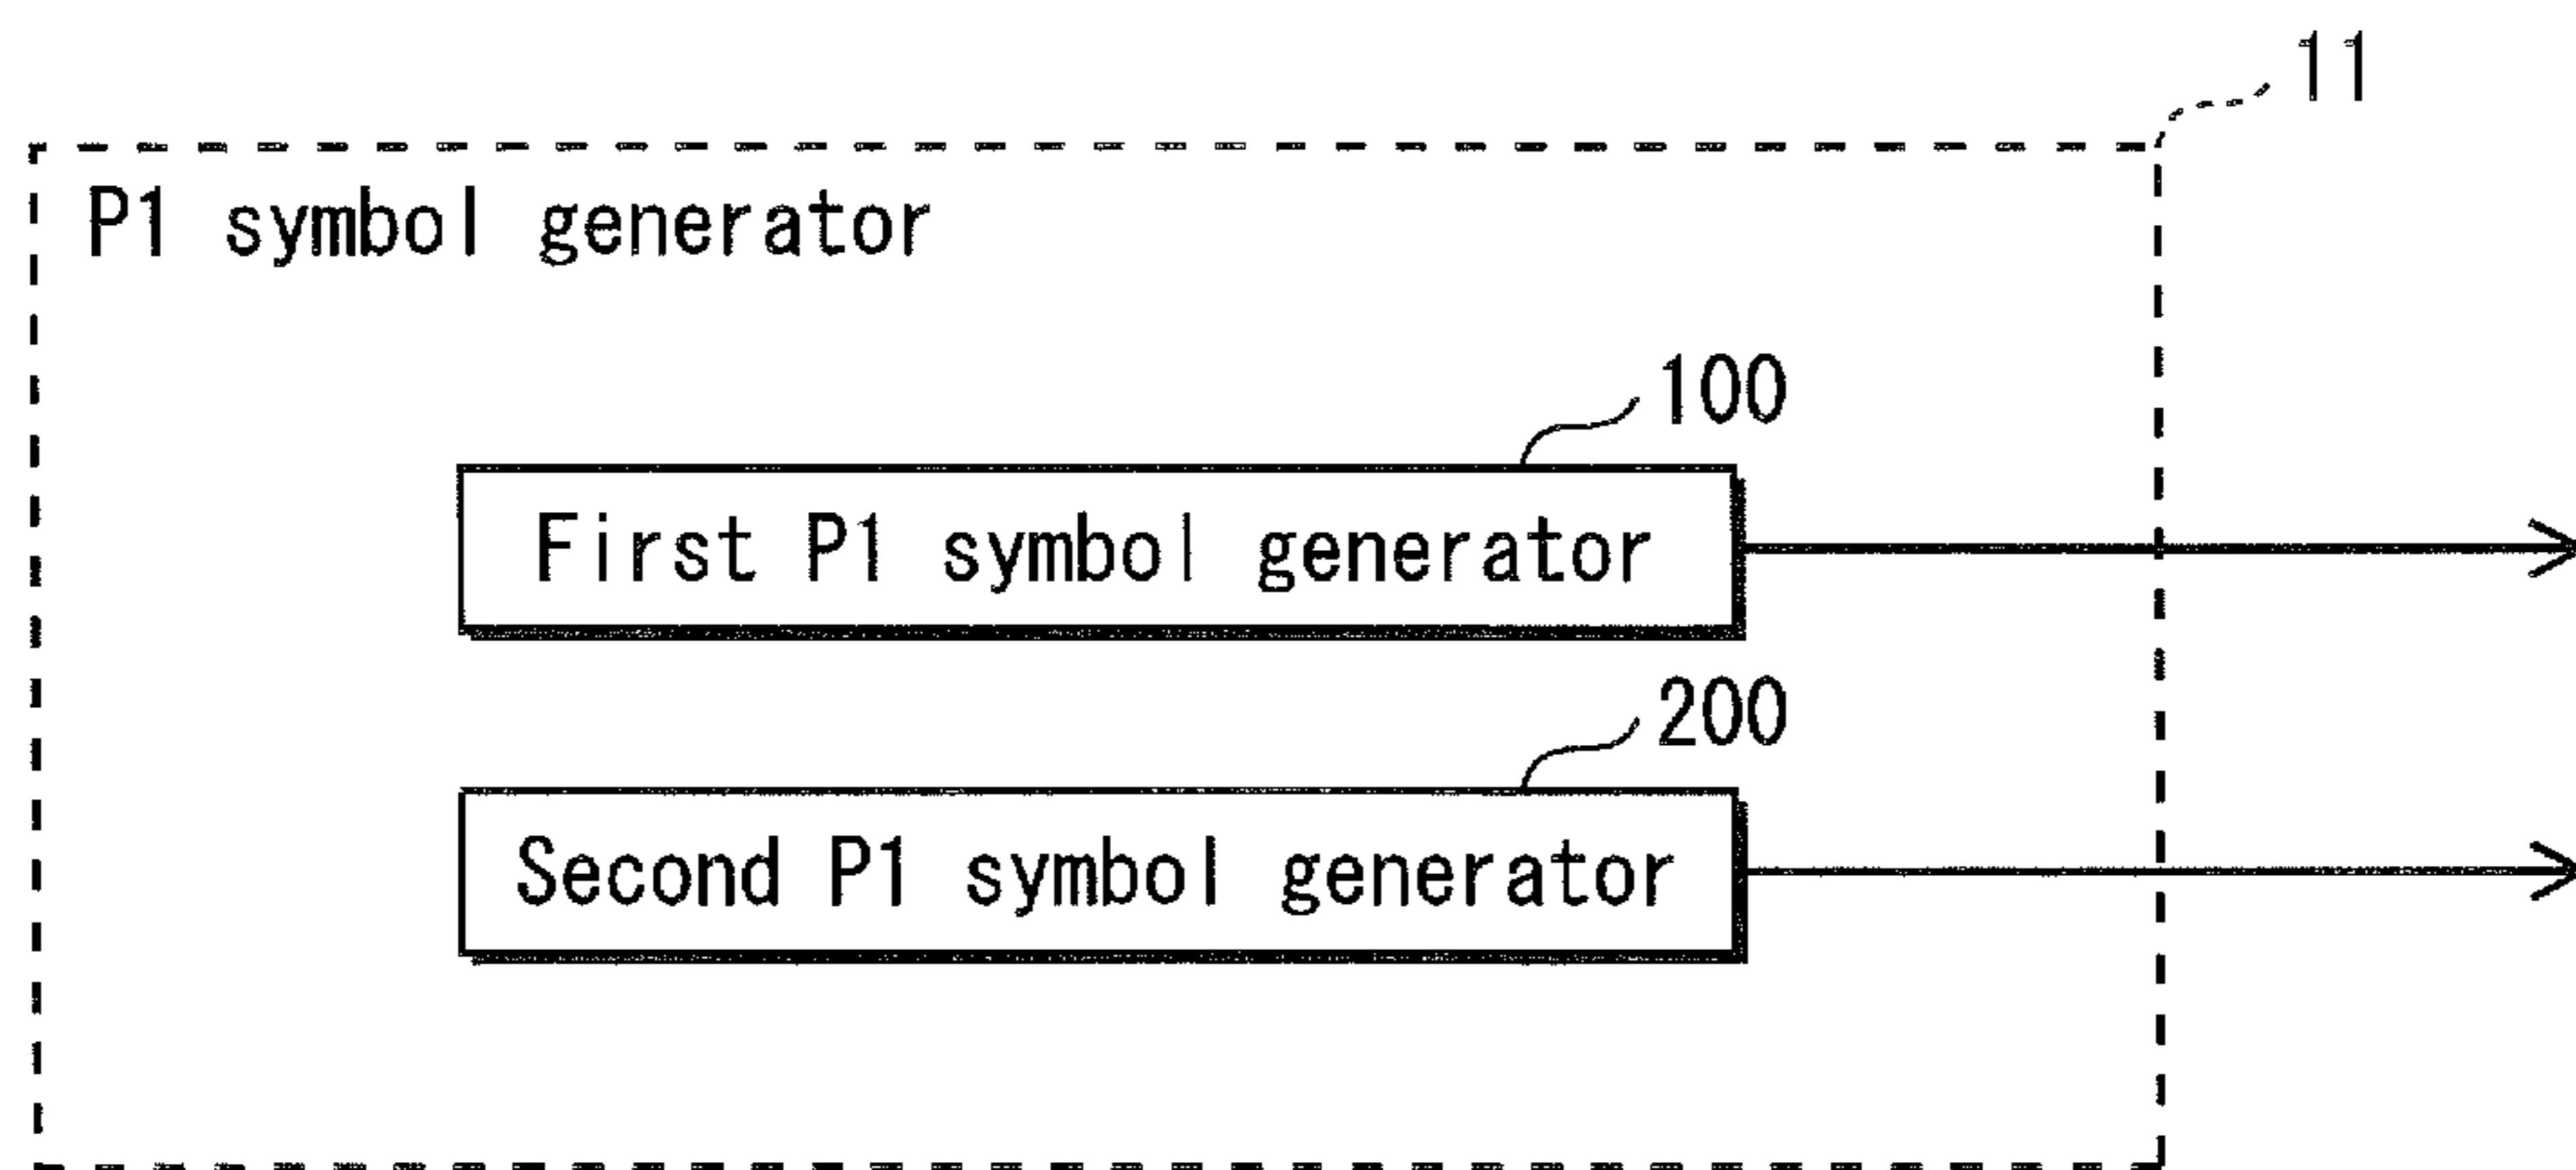 11
P1 symbol generator
100
First P1 symbol generator
200
Second P1 symbol generator